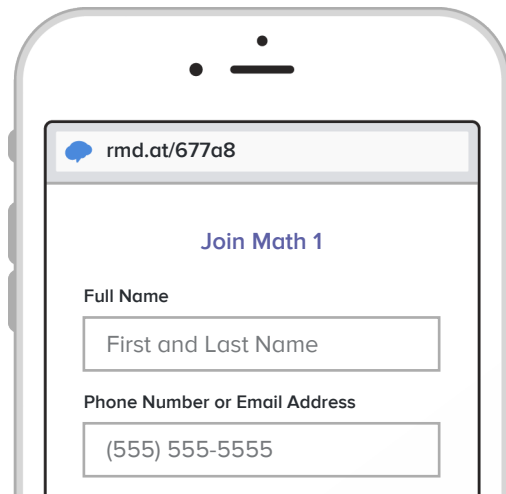 rmd.at/677a8
Join Math 1
Full Name
First and Last Name
Phone Number or Email Address
(555) 555-5555